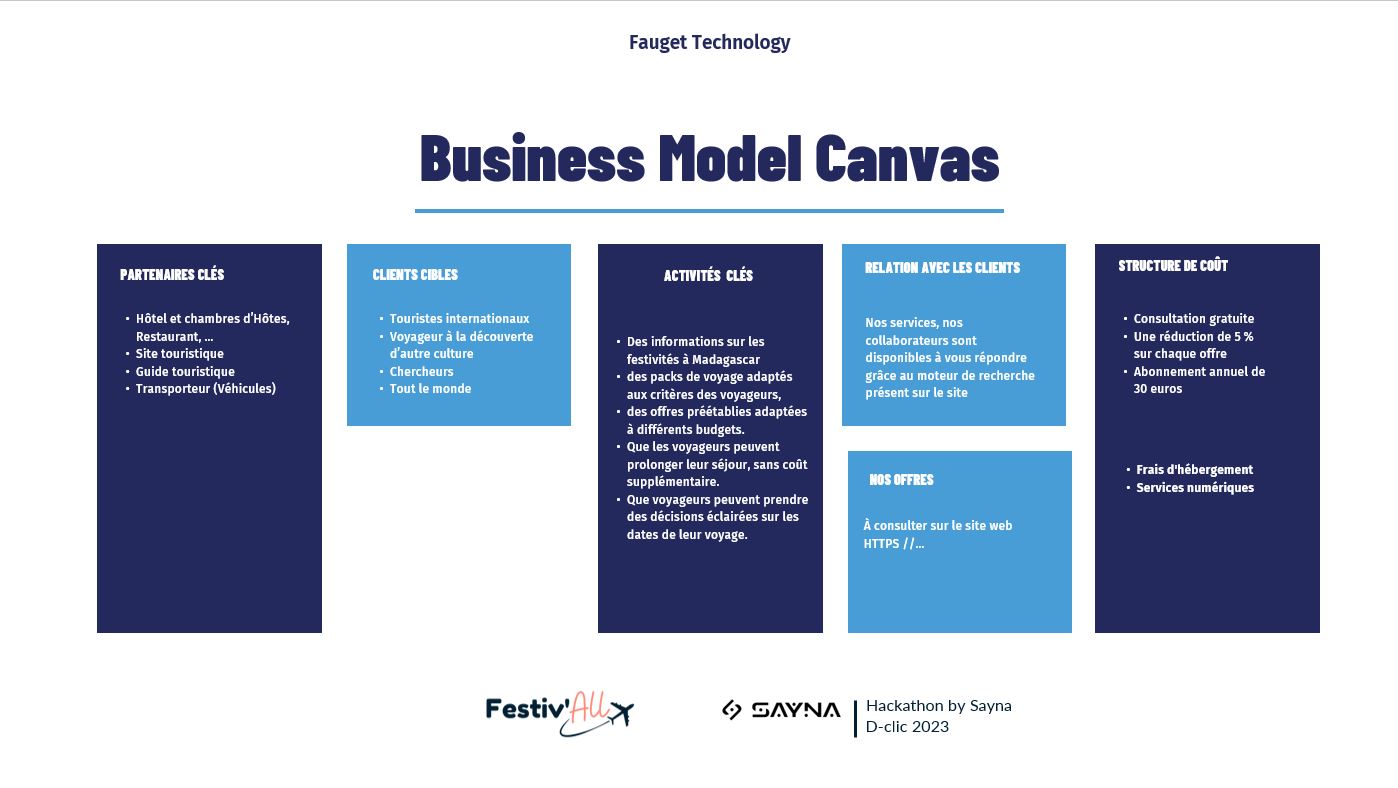 Fauget Technology
Business Model Canvas
PARTENAIRES CLÉS
• Hôtel et chambres d'Hôtes,
Restaurant, ...
• Site touristique
• Guide touristique
• Transporteur (Véhicules)
CLIENTS CIBLES
• Touristes internationaux
• Voyageur à la découverte
d'autre culture
• Chercheurs
• Tout le monde
ACTIVITÉS CLÉS
• Des informations sur les
festivités à Madagascar
• des packs de voyage adaptés
aux critères des voyageurs,
• des offres préétablies adaptées
à différents budgets.
• Que les voyageurs peuvent
prolonger leur séjour, sans coût
supplémentaire.
• Que voyageurs peuvent prendre
des décisions éclairées sur les
dates de leur voyage.
RELATION AVEC LES CLIENTS
Nos services, nos
collaborateurs sont
disponibles à vous répondre
grâce au moteur de recherche
présent sur le site
NOS OFFRES
À consulter sur le site web
HTTPS //...
STRUCTURE DE COÛT
• Consultation gratuite
• Une réduction de 5 %
sur chaque offre
• Abonnement annuel de
30 euros
• Frais d'hébergement
• Services numériques
Festiv'All
SAYNA
Hackathon by Sayna
D-clic 2023